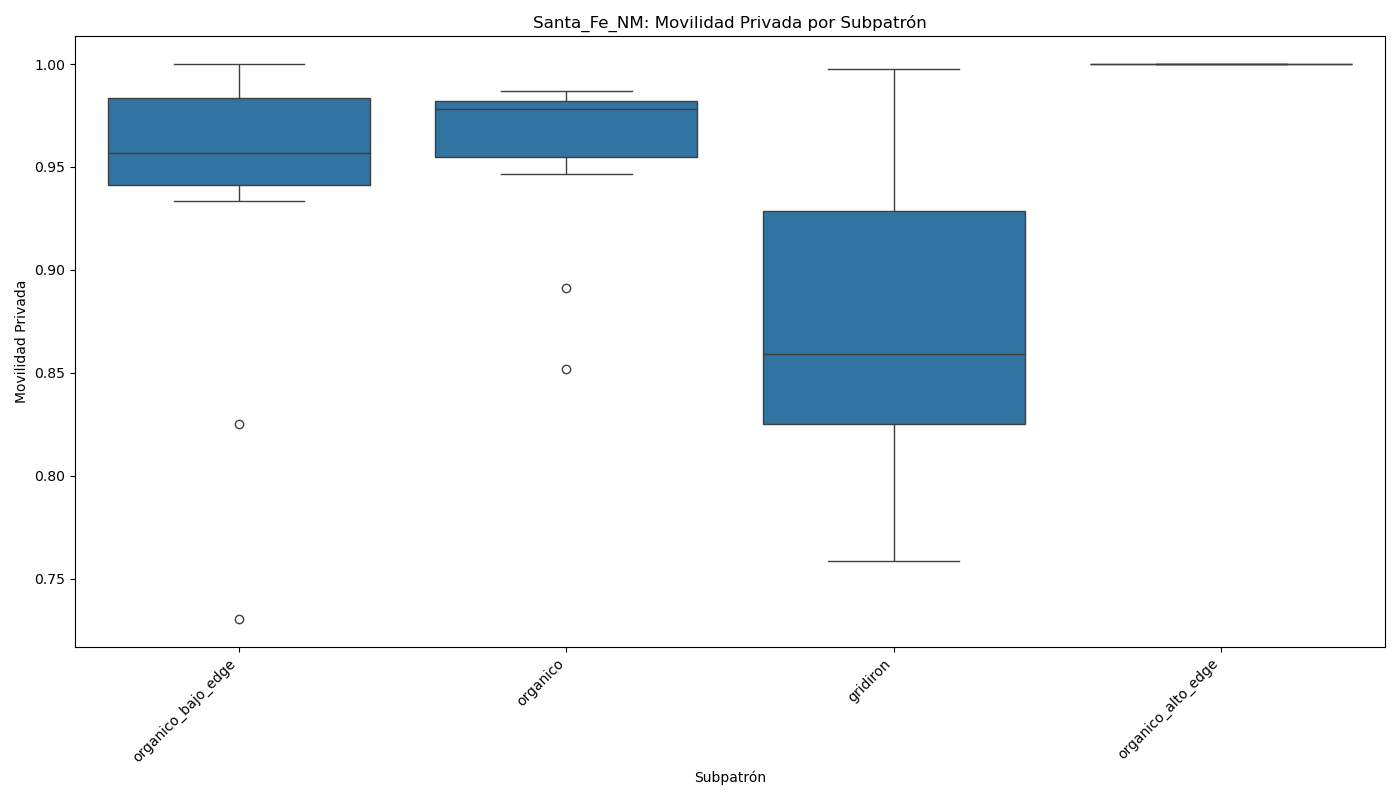 Santa_Fe_NM: Movilidad Privada por Subpatrón
1.00
0.95
0.90
0.85
0.80
0.75
Movilidad Privada
organico_bajo_edge
organico
gridiron
organico_alto_edge
Subpatrón